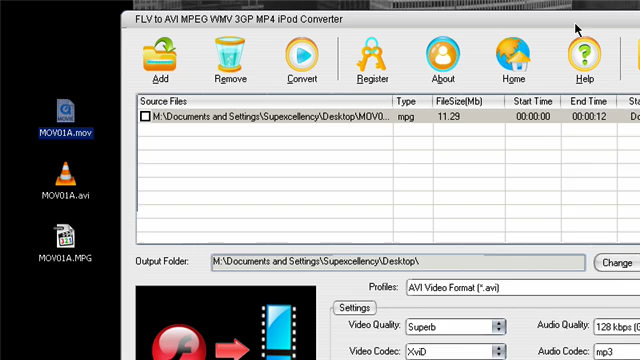 FLV to AVI MPEG WMV 3GP MP4 iPod Converter
Add Remove Convert Register About Home Help
Source Files Type FileSize(Mb) Start Time End Time Sta
M:\Documents and Settings\Supexcellency\Desktop\MOV0... mpg 11.29 00:00:00 00:00:12 Do
MOV01A.mov
MOV01A.avi
MOV01A.MPG
Output Folder: M:\Documents and Settings\Supexcellency\Desktop\ Change
Profiles: AVI Video Format (*.avi)
Settings
Video Quality: Superb Audio Quality: 128 kbps (
Video Codec: XviD Audio Codec: mp3